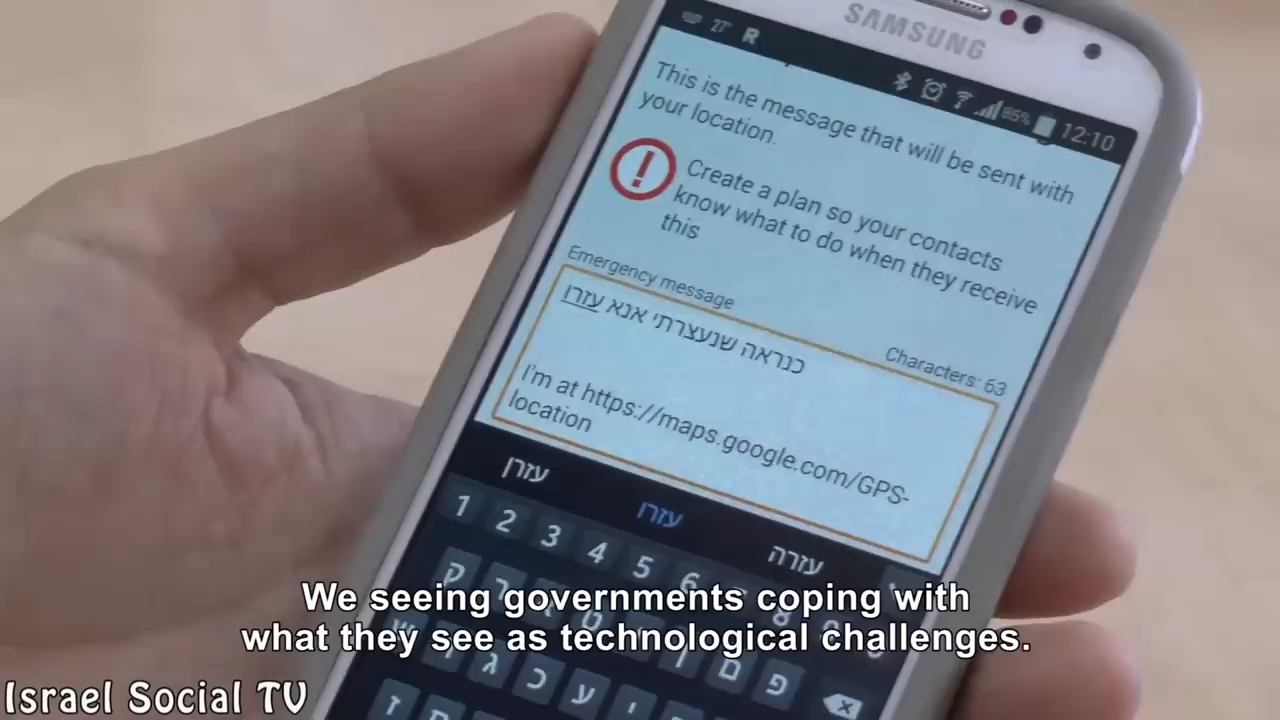 SAMSUNG
27° R 85% 12:10
This is the message that will be sent with
your location.
Create a plan so your contacts
know what to do when they receive
this
Emergency message
Characters: 63
כנראה שנעצרתי אנא עזרו
I'm at https://maps.google.com/GPS-
location
עזרן עזרו עזרה
1 2 3 4 5 6
ק
ג כ ע י
ם פ
ז
We seeing governments coping with
what they see as technological challenges.
Israel Social TV